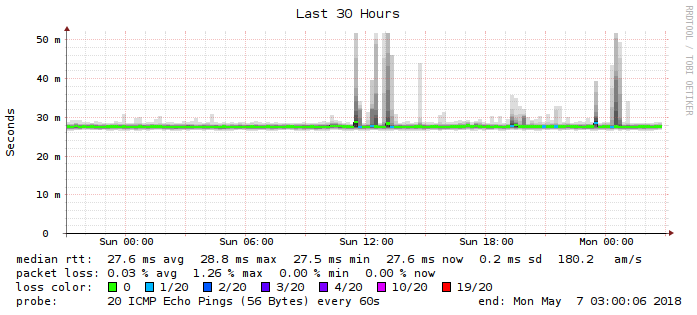 Last 30 Hours
RRDTOOL / TOBI OETIKER
Seconds
50 m
40 m
30 m
20 m
10 m
0
Sun 00:00 Sun 06:00 Sun 12:00 Sun 18:00 Mon 00:00
median rtt: 27.6 ms avg 28.8 ms max 27.5 ms min 27.6 ms now 0.2 ms sd 180.2 am/s
packet loss: 0.03 % avg 1.26 % max 0.00 % min 0.00 % now
loss color: 0 1/20 2/20 3/20 4/20 10/20 19/20
probe: 20 ICMP Echo Pings (56 Bytes) every 60s end: Mon May 7 03:00:06 2018